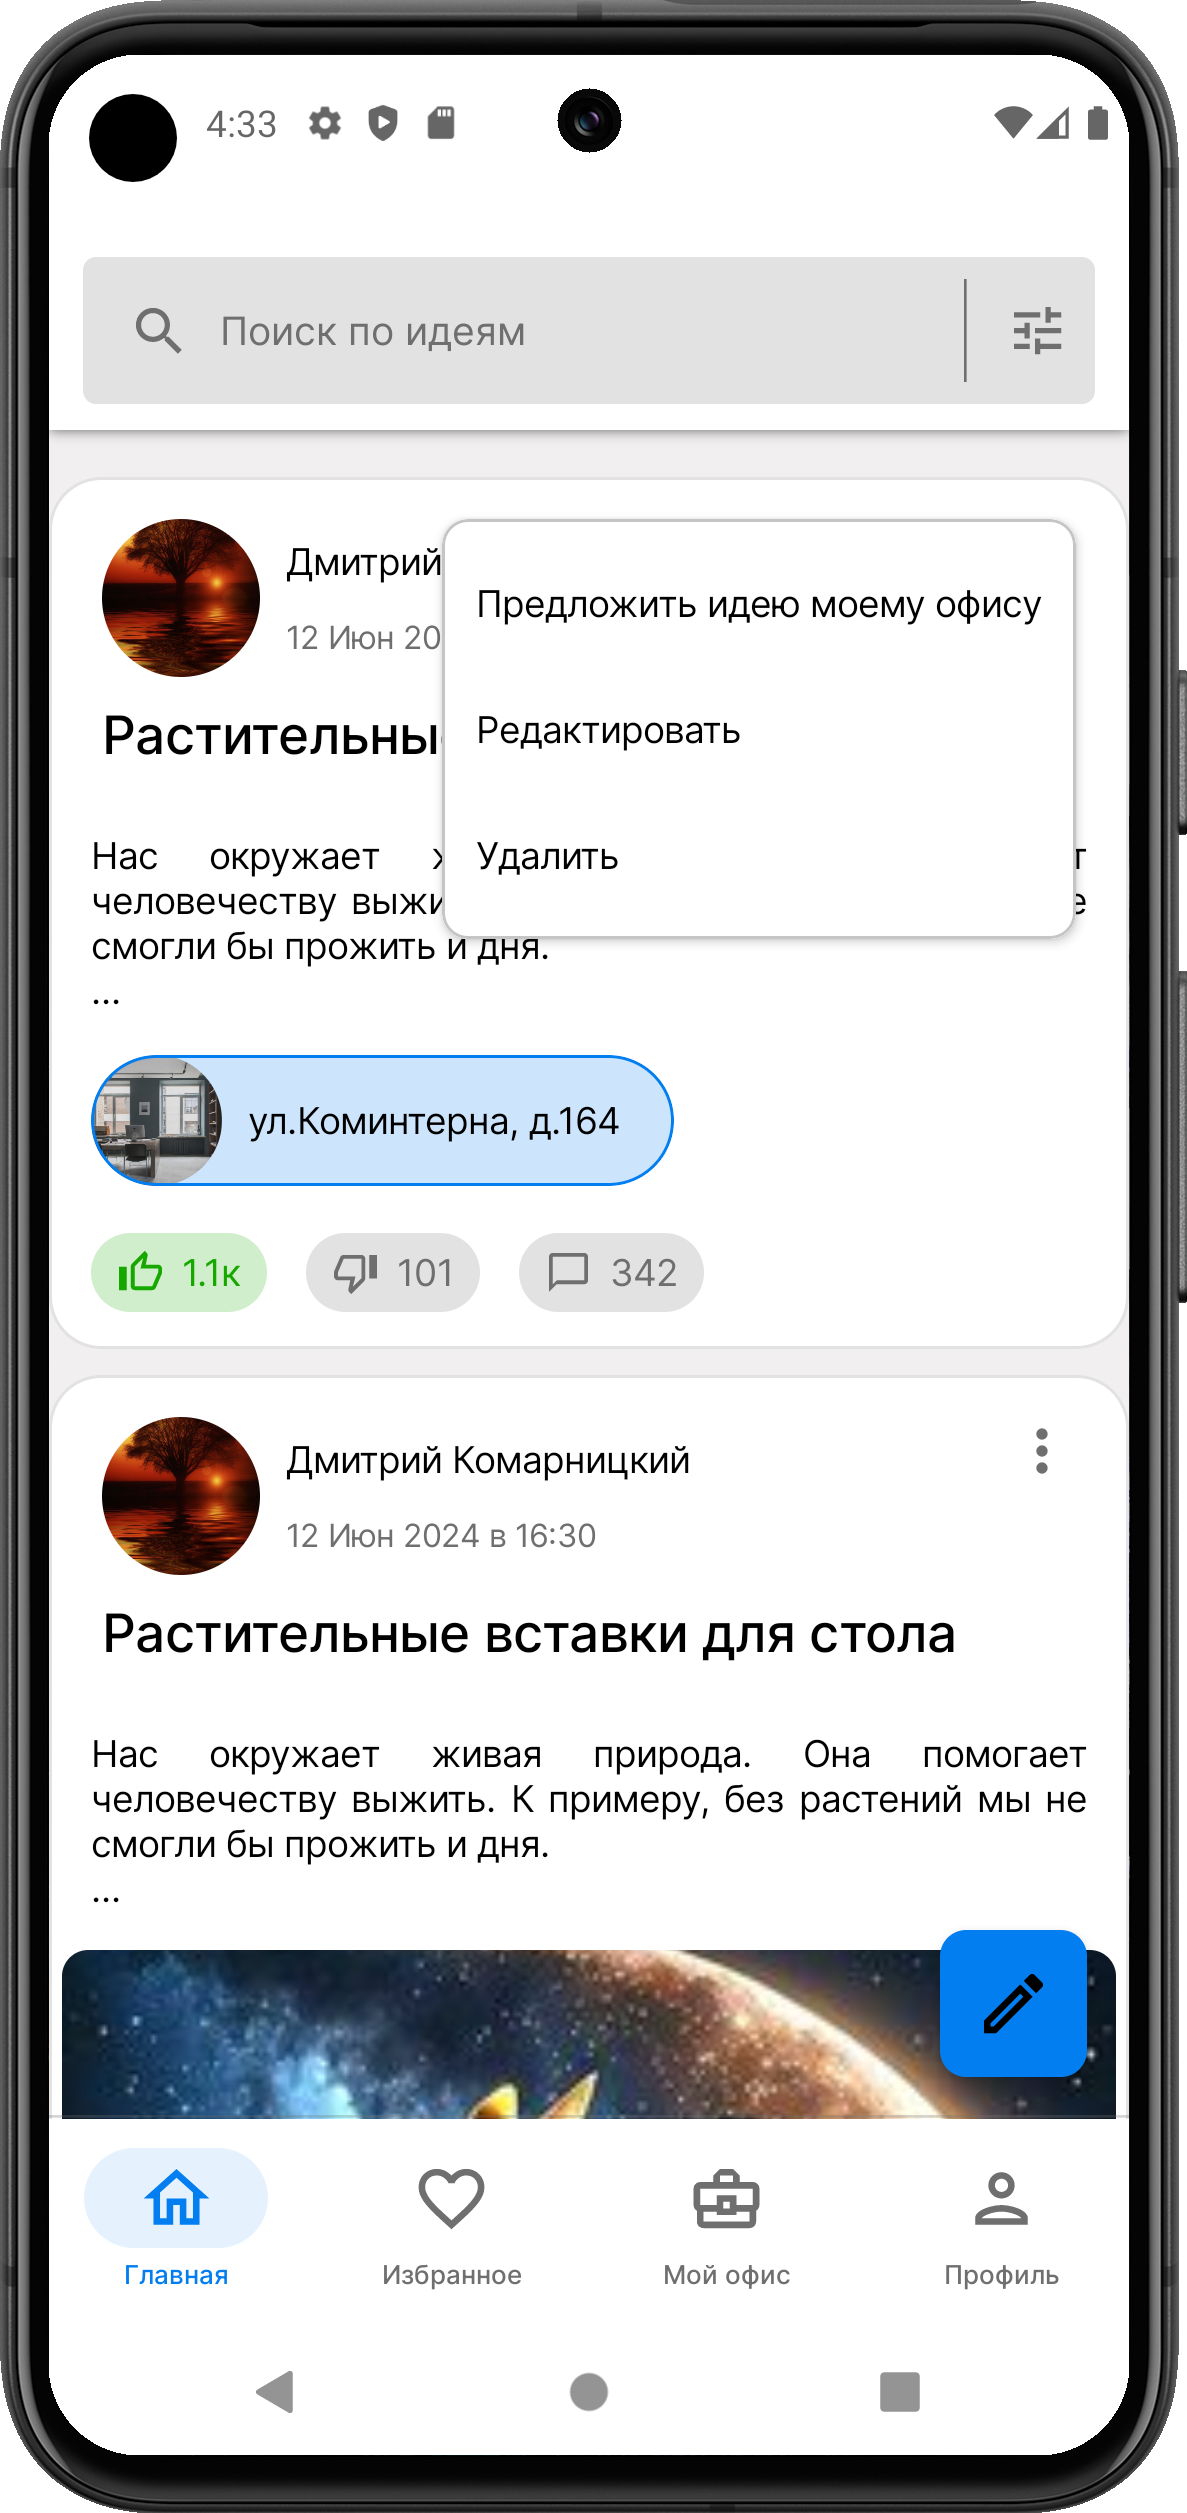 4:33
Поиск по идеям
Дмитрий
Предложить идею моему офису
12 Июн 20
Растительны
Редактировать
Нас окружает
Удалить
т
человечеству выжи
е
смогли бы прожить и дня.
...
ул.Коминтерна, д.164
1.1к 101 342
Дмитрий Комарницкий
12 Июн 2024 в 16:30
Растительные вставки для стола
Нас окружает живая природа. Она помогает
человечеству выжить. К примеру, без растений мы не
смогли бы прожить и дня.
...
Главная Избранное Мой офис Профиль